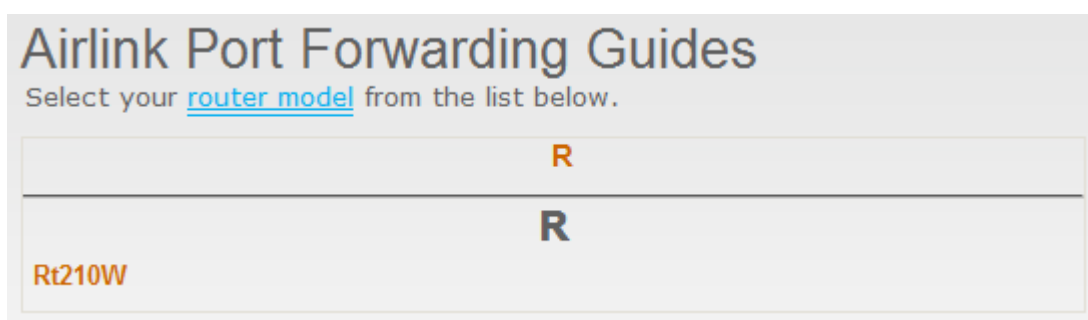 Airlink Port Forwarding Guides
Select your router model from the list below.
R
R
Rt210W